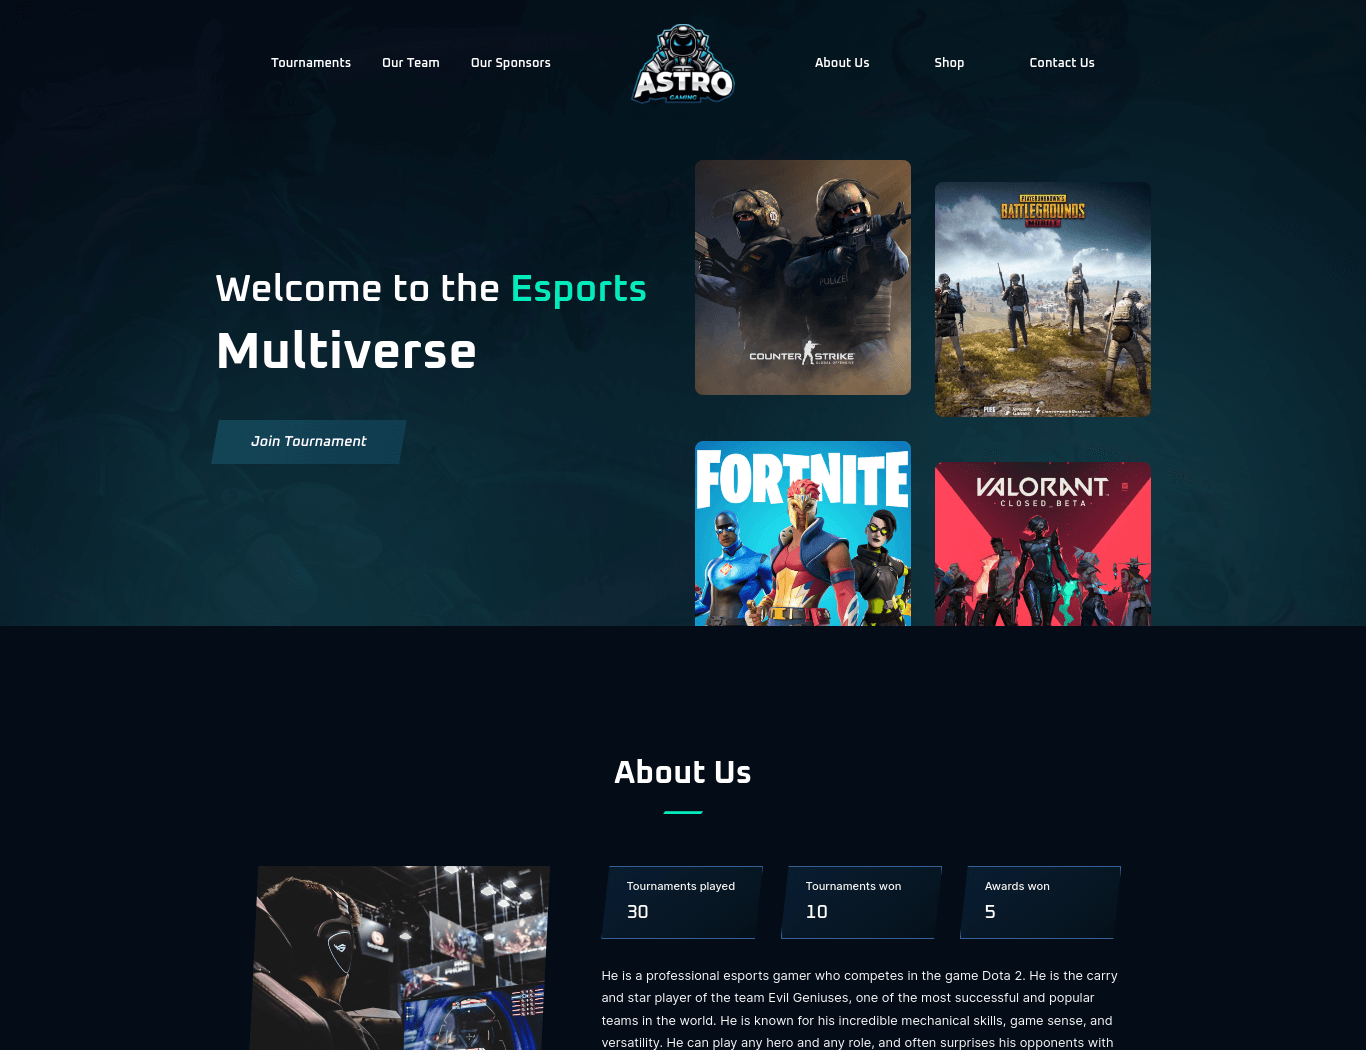 Tournaments Our Team Our Sponsors
ASTRO
GAMING
About Us Shop Contact Us
POLIZEI
COUNTER STRIKE
GLOBAL OFFENSIVE
PLAYERUNKNOWN'S
BATTLEGROUNDS
MOBILE
Welcome to the Esports
Multiverse
Join Tournament
FORTNITE
VALORANT
CLOSED BETA
About Us
Tournaments played
30
Tournaments won
10
Awards won
5
He is a professional esports gamer who competes in the game Dota 2. He is the carry
and star player of the team Evil Geniuses, one of the most successful and popular
teams in the world. He is known for his incredible mechanical skills, game sense, and
versatility. He can play any hero and any role, and often surprises his opponents with